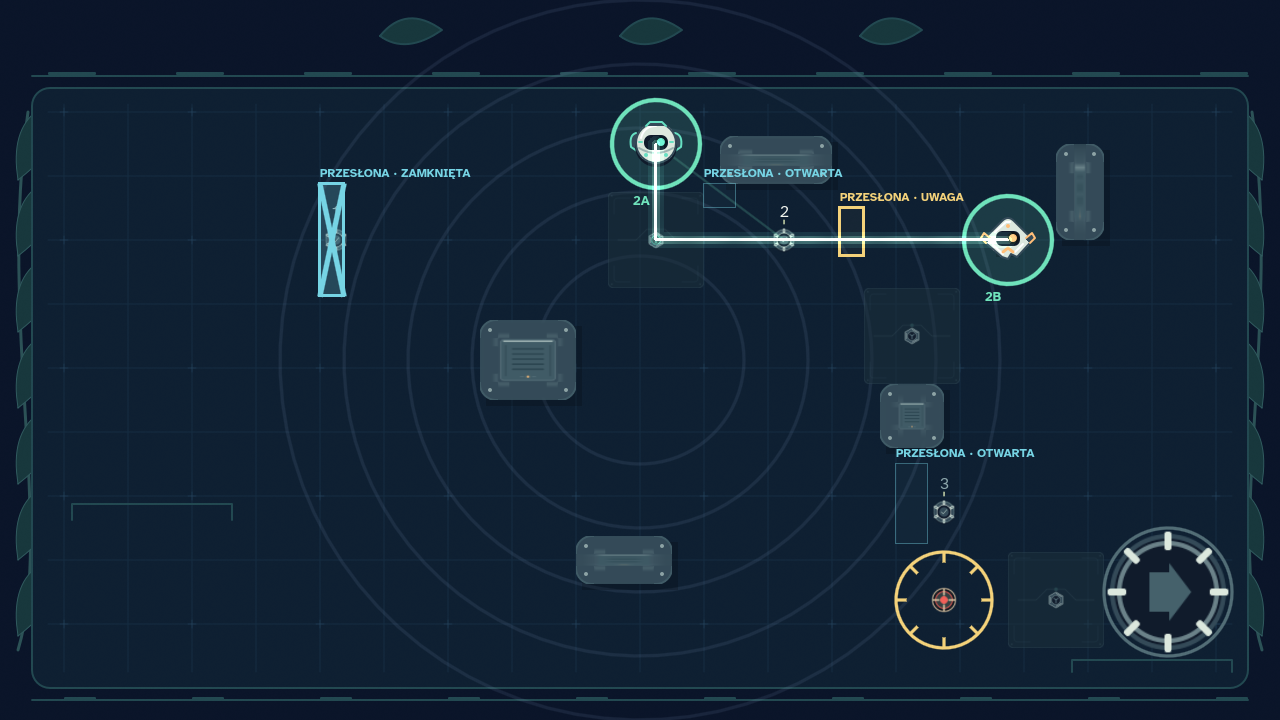 PRZESŁONA · ZAMKNIĘTA
PRZESŁONA · OTWARTA
2A
PRZESŁONA · UWAGA
2
2B
PRZESŁONA · OTWARTA
3